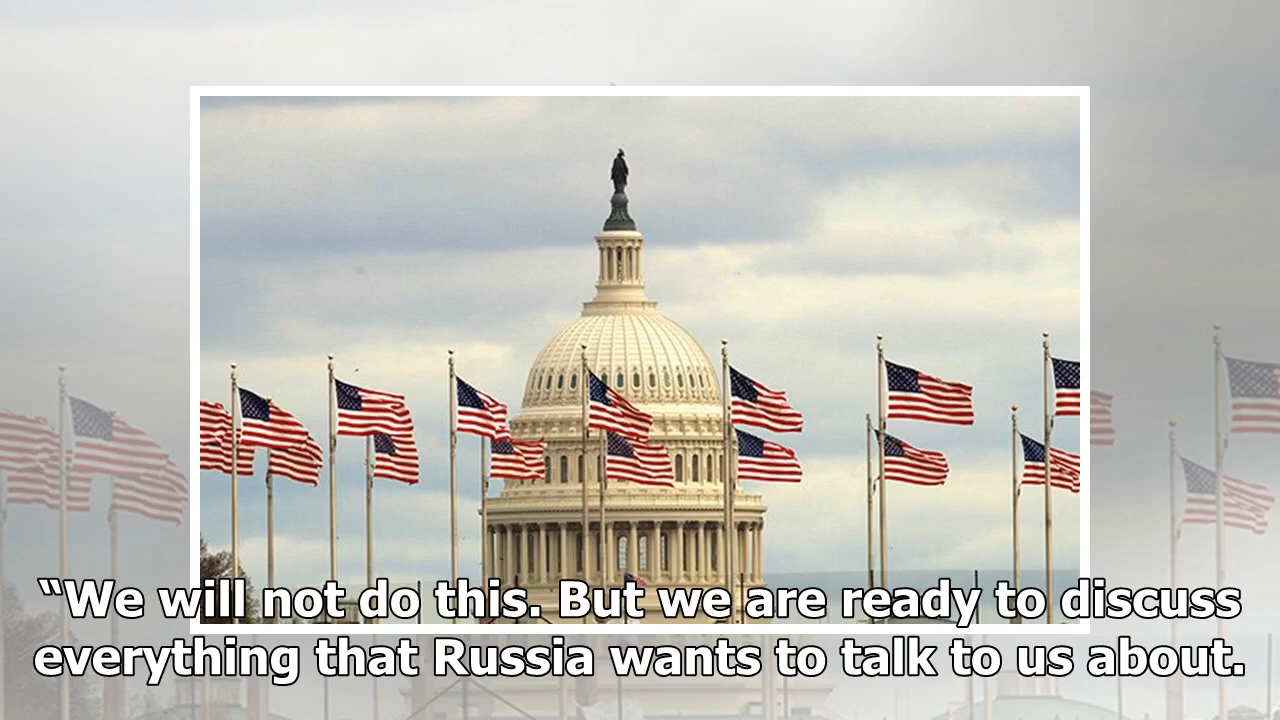 “We will not do this. But we are ready to discuss
everything that Russia wants to talk to us about.